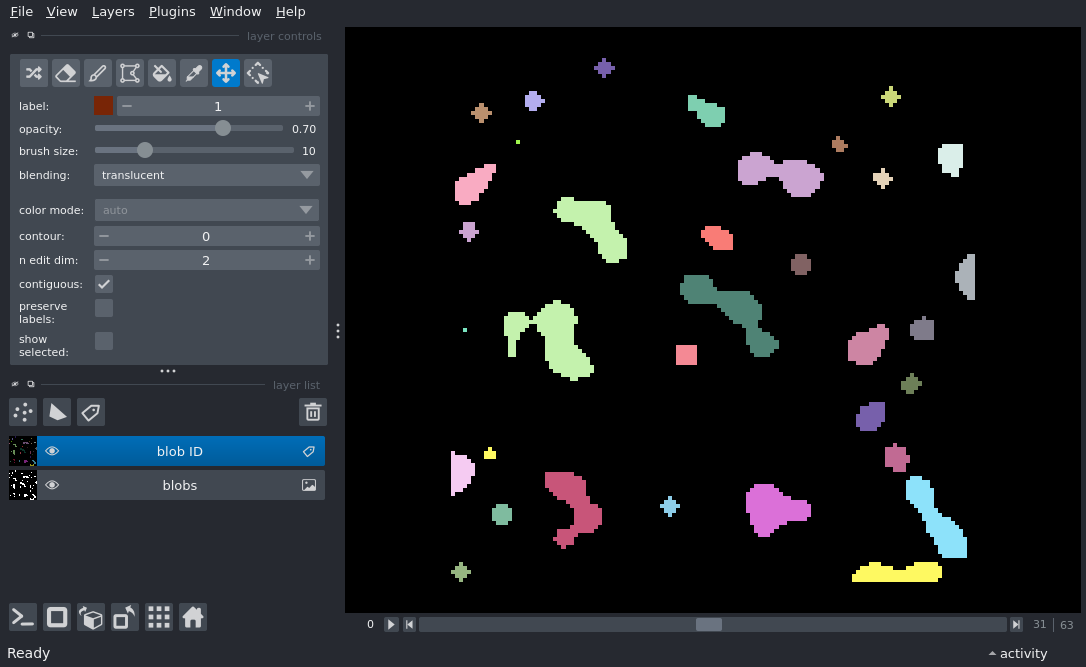 File View Layers Plugins Window Help
layer controls
label: 1
opacity: 0.70
brush size: 10
blending: translucent
color mode: auto
contour: 0
n edit dim: 2
contiguous:
preserve
labels:
show
selected:
layer list
blob ID
blobs
0 31 | 63
Ready activity